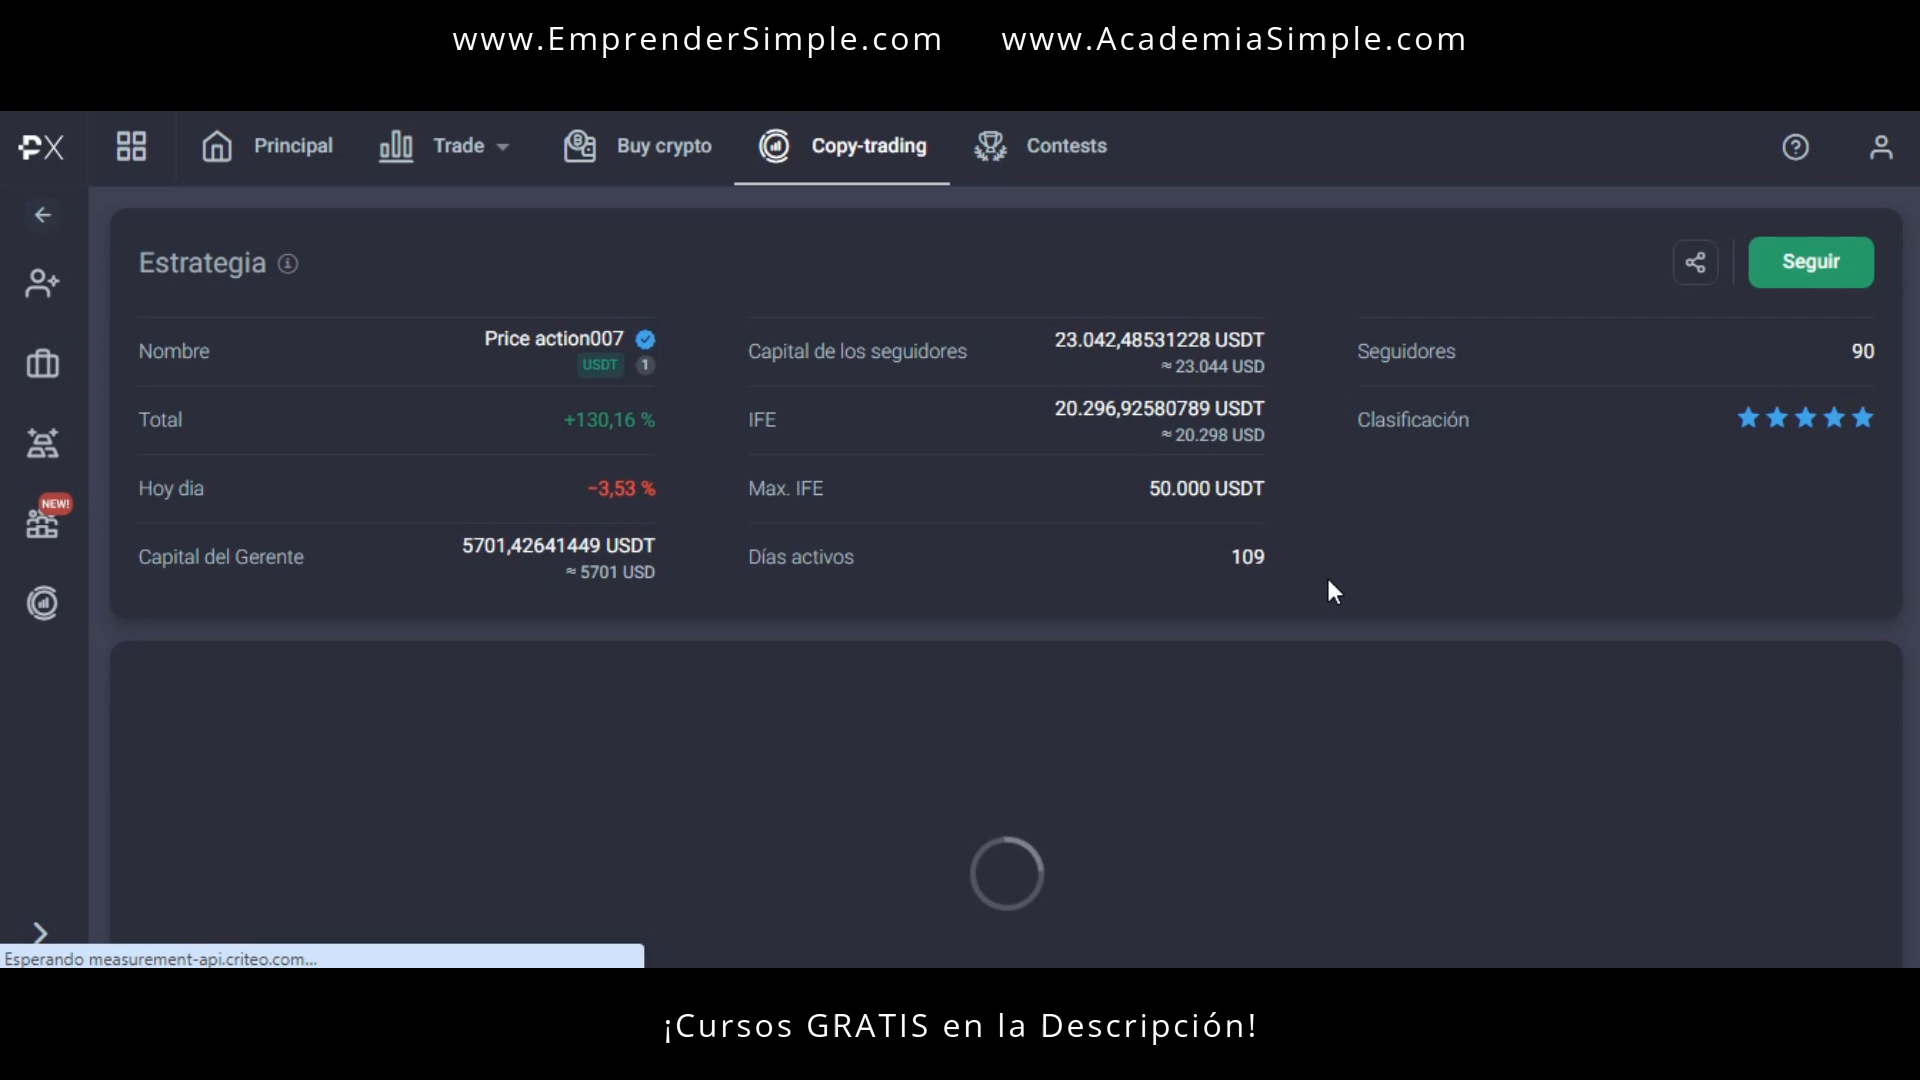 www.EmprenderSimple.com www.AcademiaSimple.com
PX Principal Trade Buy crypto Copy-trading Contests
Estrategia
Seguir
Nombre
Price action007
USDT 1
Total
+130,16 %
Hoy dia
−3,53 %
Capital del Gerente
5701,42641449 USDT
≈ 5701 USD
Capital de los seguidores
23.042,48531228 USDT
≈ 23.044 USD
IFE
20.296,92580789 USDT
≈ 20.298 USD
Max. IFE
50.000 USDT
Días activos
109
Seguidores
90
Clasificación
NEW!
Esperando measurement-api.criteo.com...
¡Cursos GRATIS en la Descripción!